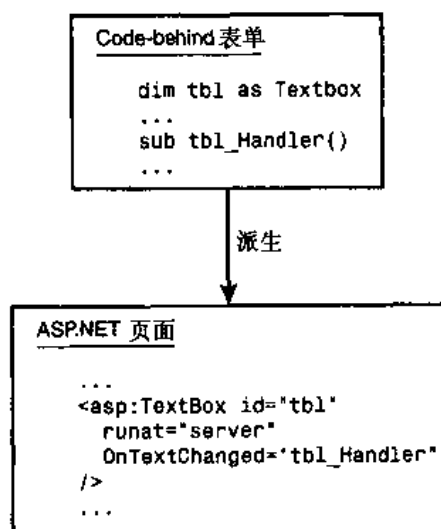 Code-behind 表单
dim tbl as Textbox
...
sub tbl_Handler()
...
派生
ASP.NET 页面
...
<asp:TextBox id="tbl"
runat="server"
OnTextChanged="tbl_Handler"
/>
...